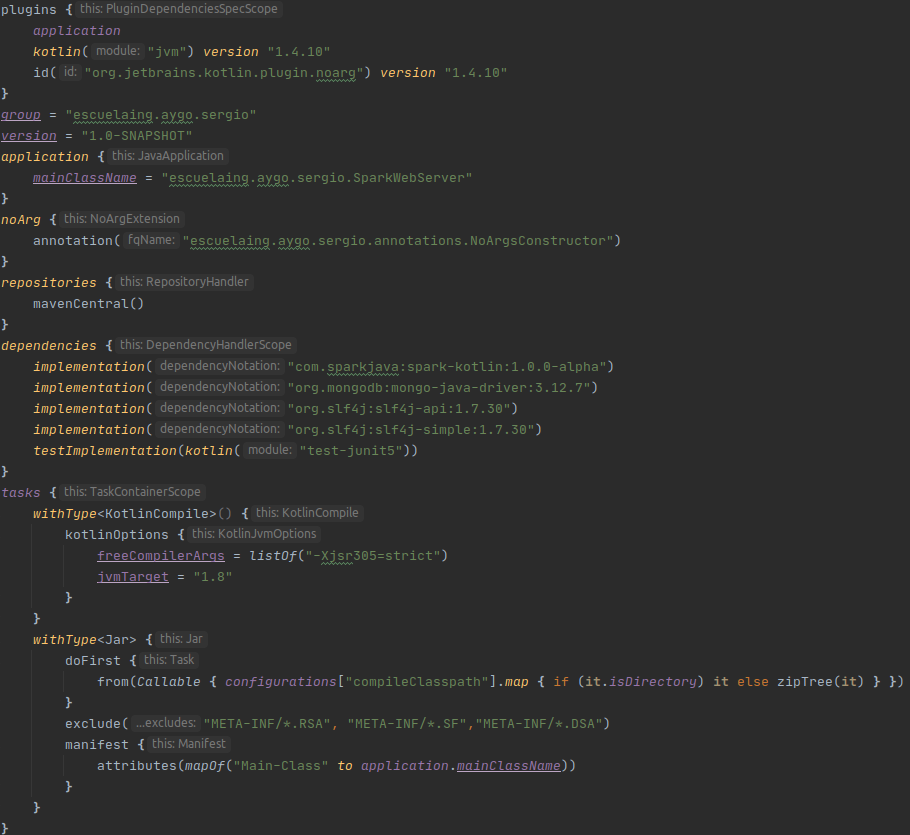 plugins { this: PluginDependenciesSpecScope
    application
    kotlin( module: "jvm") version "1.4.10"
    id( id: "org.jetbrains.kotlin.plugin.noarg") version "1.4.10"
}
group = "escuelaing.aygo.sergio"
version = "1.0-SNAPSHOT"
application { this: JavaApplication
    mainClassName = "escuelaing.aygo.sergio.SparkWebServer"
}
noArg { this: NoArgExtension
    annotation( fqName: "escuelaing.aygo.sergio.annotations.NoArgsConstructor")
}
repositories { this: RepositoryHandler
    mavenCentral()
}
dependencies { this: DependencyHandlerScope
    implementation( dependencyNotation: "com.sparkjava:spark-kotlin:1.0.0-alpha")
    implementation( dependencyNotation: "org.mongodb:mongo-java-driver:3.12.7")
    implementation( dependencyNotation: "org.slf4j:slf4j-api:1.7.30")
    implementation( dependencyNotation: "org.slf4j:slf4j-simple:1.7.30")
    testImplementation(kotlin( module: "test-junit5"))
}
tasks { this: TaskContainerScope
    withType<KotlinCompile>() { this: KotlinCompile
        kotlinOptions { this: KotlinJvmOptions
            freeCompilerArgs = listOf("-Xjsr305=strict")
            jvmTarget = "1.8"
        }
    }
    withType<Jar> { this: Jar
        doFirst { this: Task
            from(Callable { configurations["compileClasspath"].map { if (it.isDirectory) it else zipTree(it) } })
        }
        exclude( ...excludes: "META-INF/*.RSA", "META-INF/*.SF","META-INF/*.DSA")
        manifest { this: Manifest
            attributes(mapOf("Main-Class" to application.mainClassName))
        }
    }
}